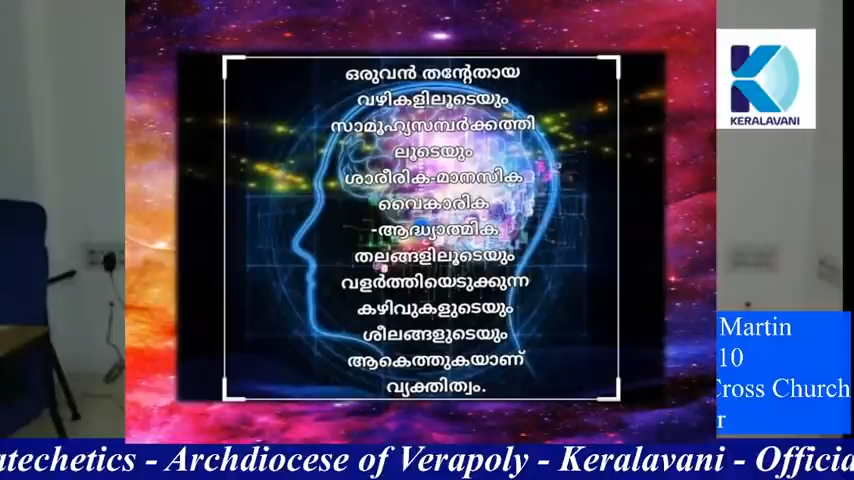 ഒരുവൻ തന്റേതായ
വഴികളിലൂടെയും
സാമൂഹ്യസമ്പർക്കത്തി
ലൂടെയും
ശാരീരിക-മാനസിക
വൈകാരിക
-ആദ്ധ്യാത്മിക
തലങ്ങളിലൂടെയും
വളർത്തിയെടുക്കുന്ന
കഴിവുകളുടെയും
ശീലങ്ങളുടെയും
ആകെത്തുകയാണ്
വ്യക്തിത്വം.
KERALAVANI
Martin
10
Cross Church
r
atechetics - Archdiocese of Verapoly - Keralavani - Officia